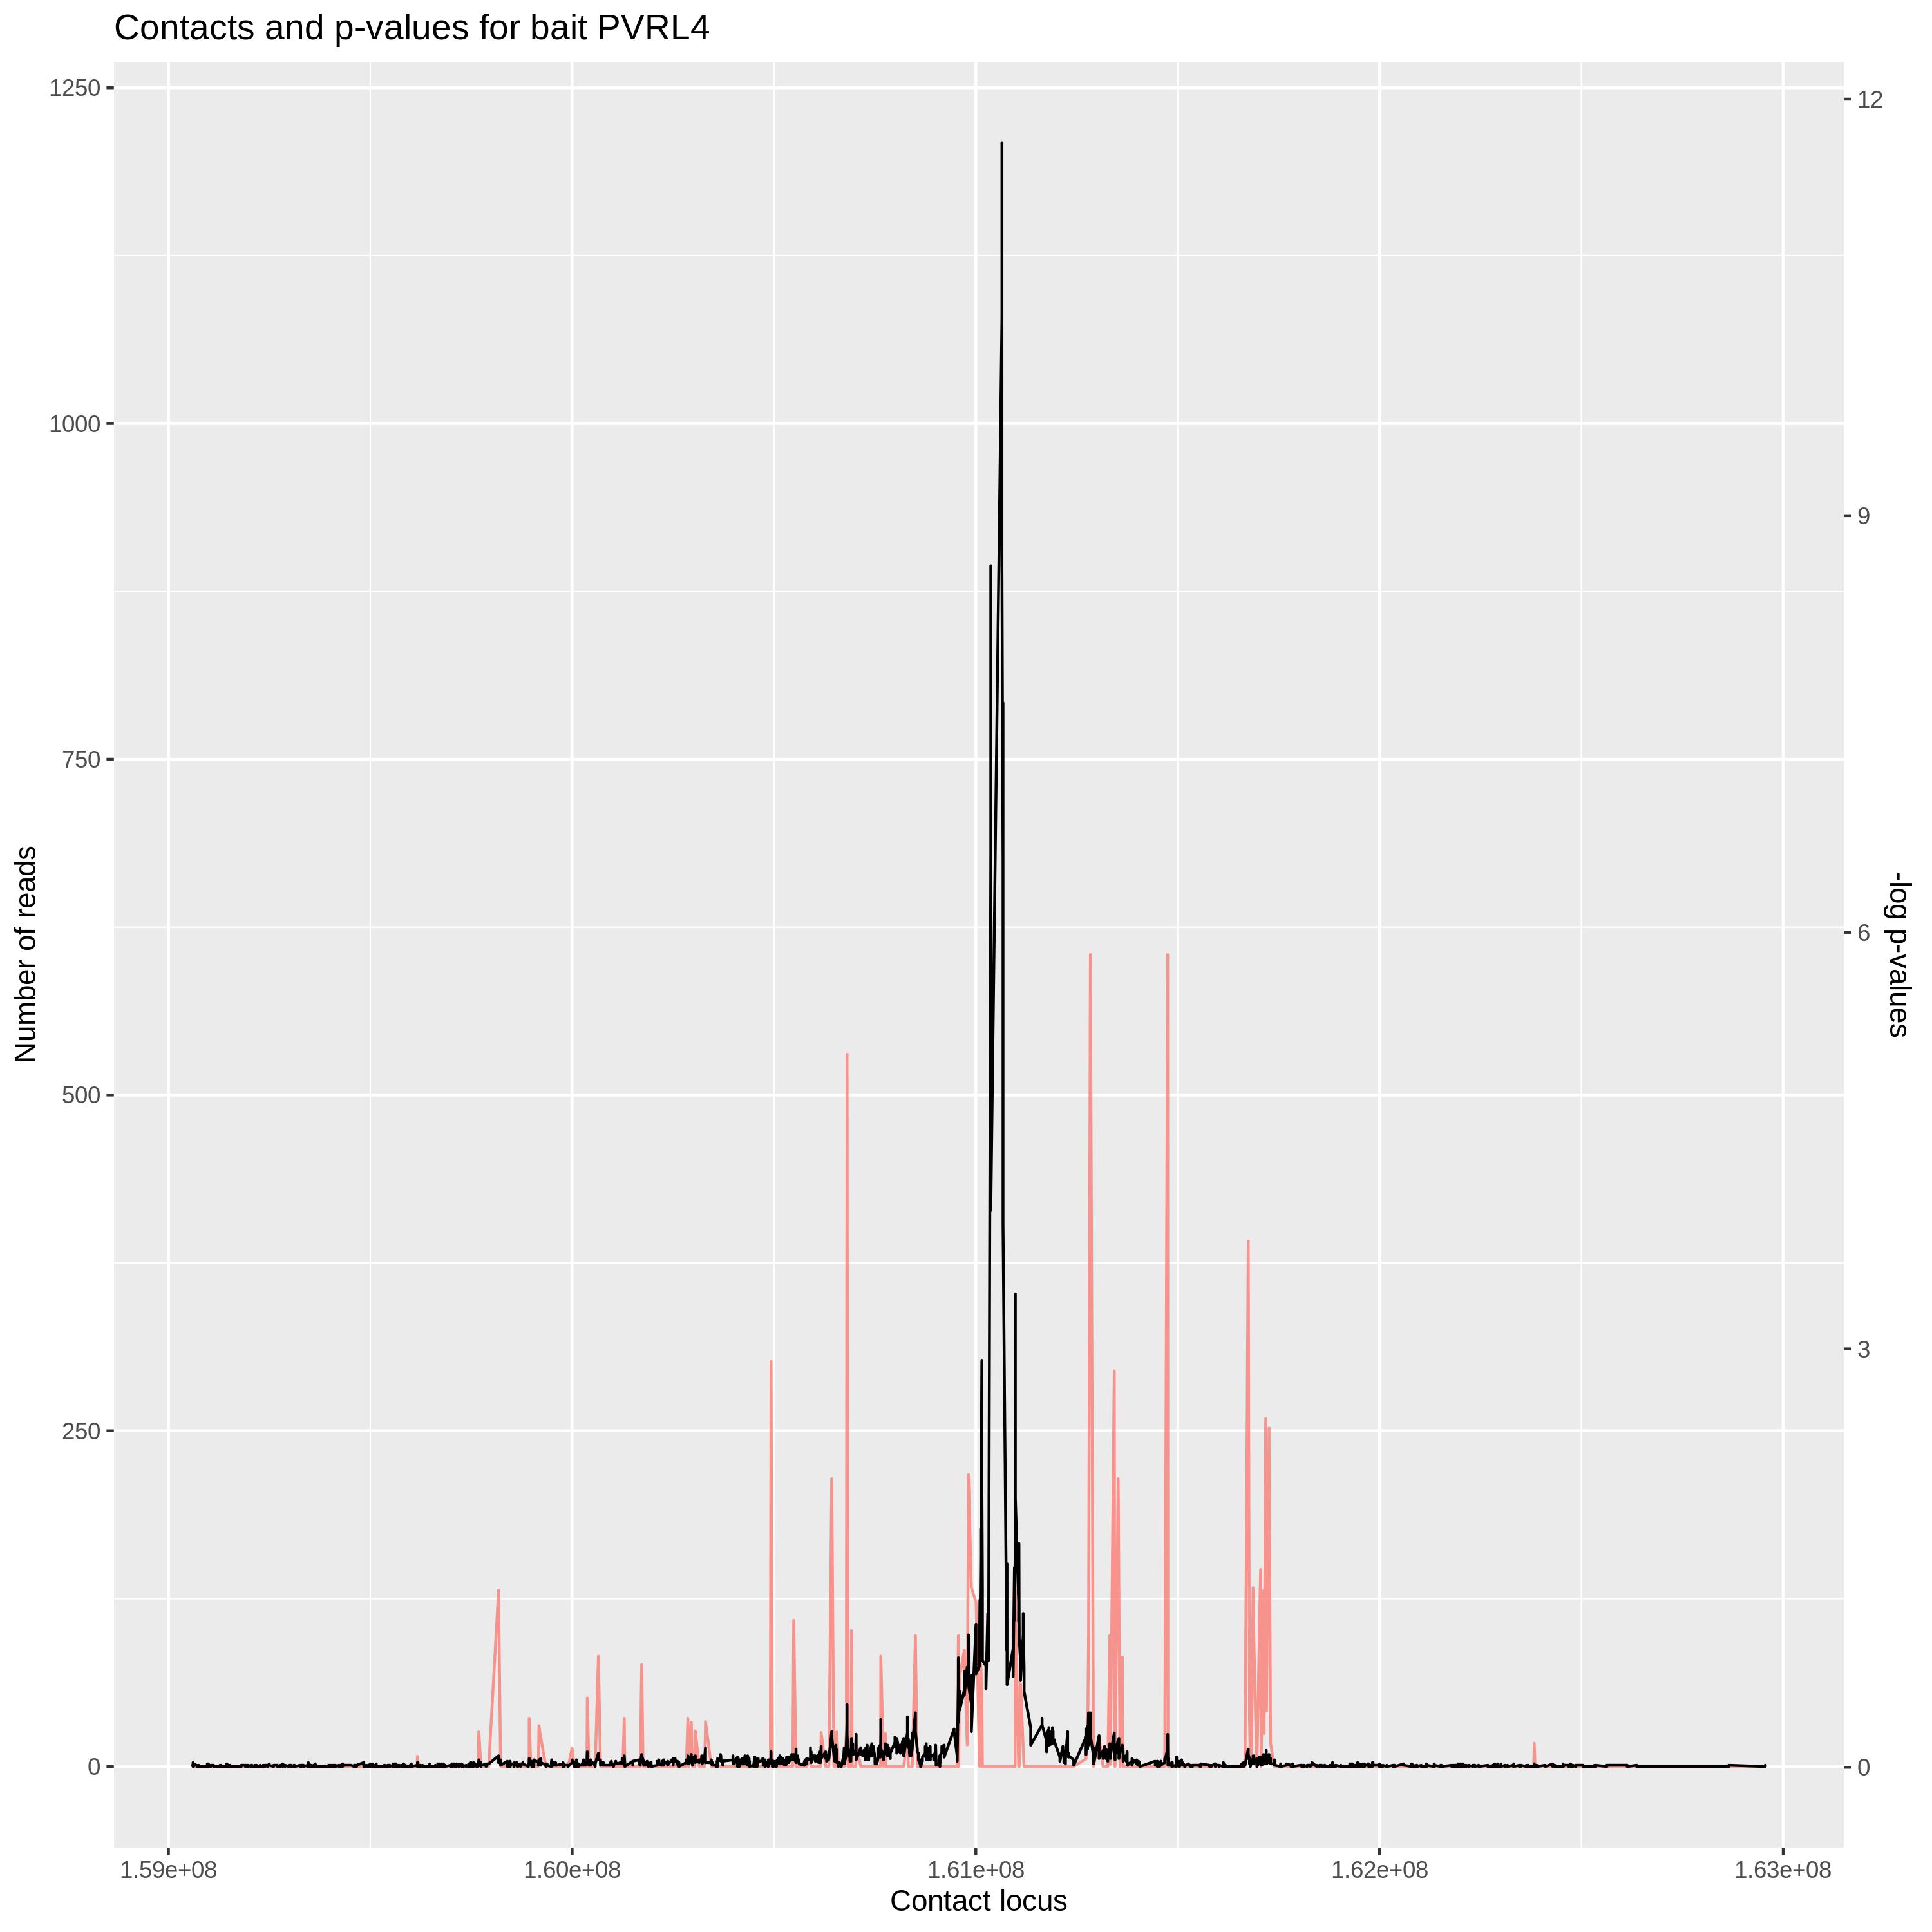 Contacts and p-values for bait PVRL4
1250
1000
750
500
250
0
Number of reads
12
9
6
3
0
-log p-values
1.59e+08
1.60e+08
1.61e+08
1.62e+08
1.63e+08
Contact locus